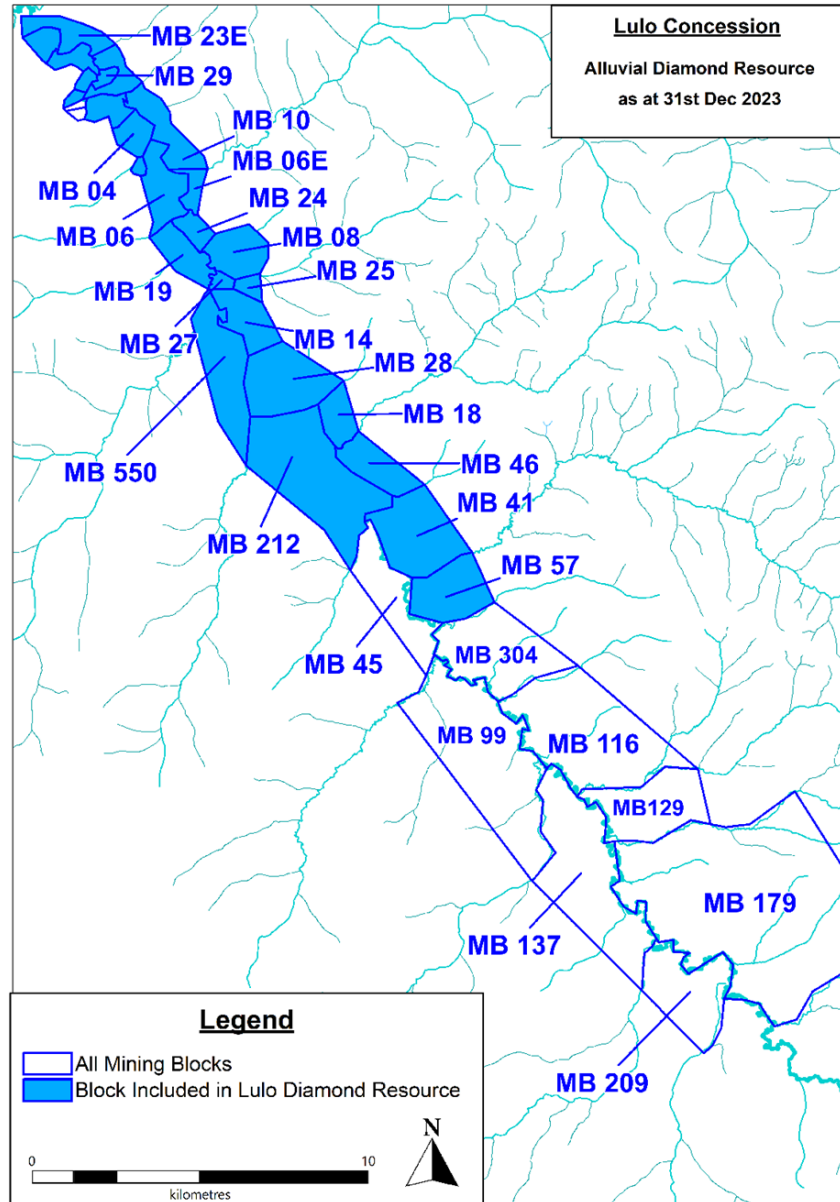 Lulo Concession
Alluvial Diamond Resource
as at 31st Dec 2023
MB 23E
MB 29
MB 10
MB 04
MB 06E
MB 24
MB 06
MB 08
MB 19
MB 25
MB 27
MB 14
MB 28
MB 18
MB 550
MB 46
MB 41
MB 212
MB 57
MB 45
MB 304
MB 99
MB 116
MB129
MB 179
MB 137
MB 209
Legend
All Mining Blocks
Block Included in Lulo Diamond Resource
N
0 10
kilometres